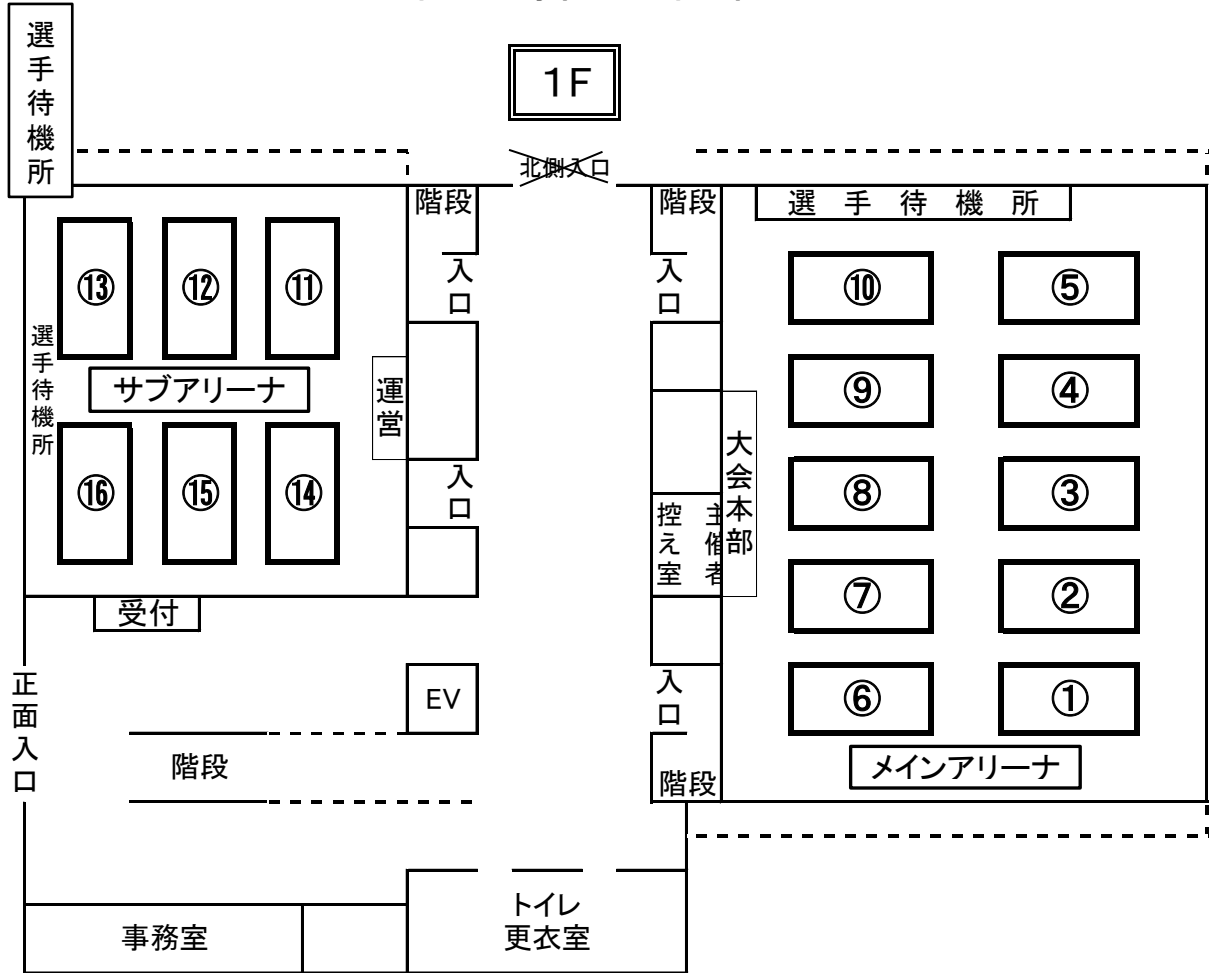 選手待機所
1F
北側入口
階段
階段
選手待機所
⑬
⑫
⑪
入口
入口
⑩
⑤
選手待機所
サブアリーナ
運営
⑨
④
大会本部
⑯
⑮
⑭
入口
控え室
主催者
⑧
③
受付
⑦
②
正面入口
EV
入口
⑥
①
階段
階段
メインアリーナ
事務室
トイレ
更衣室